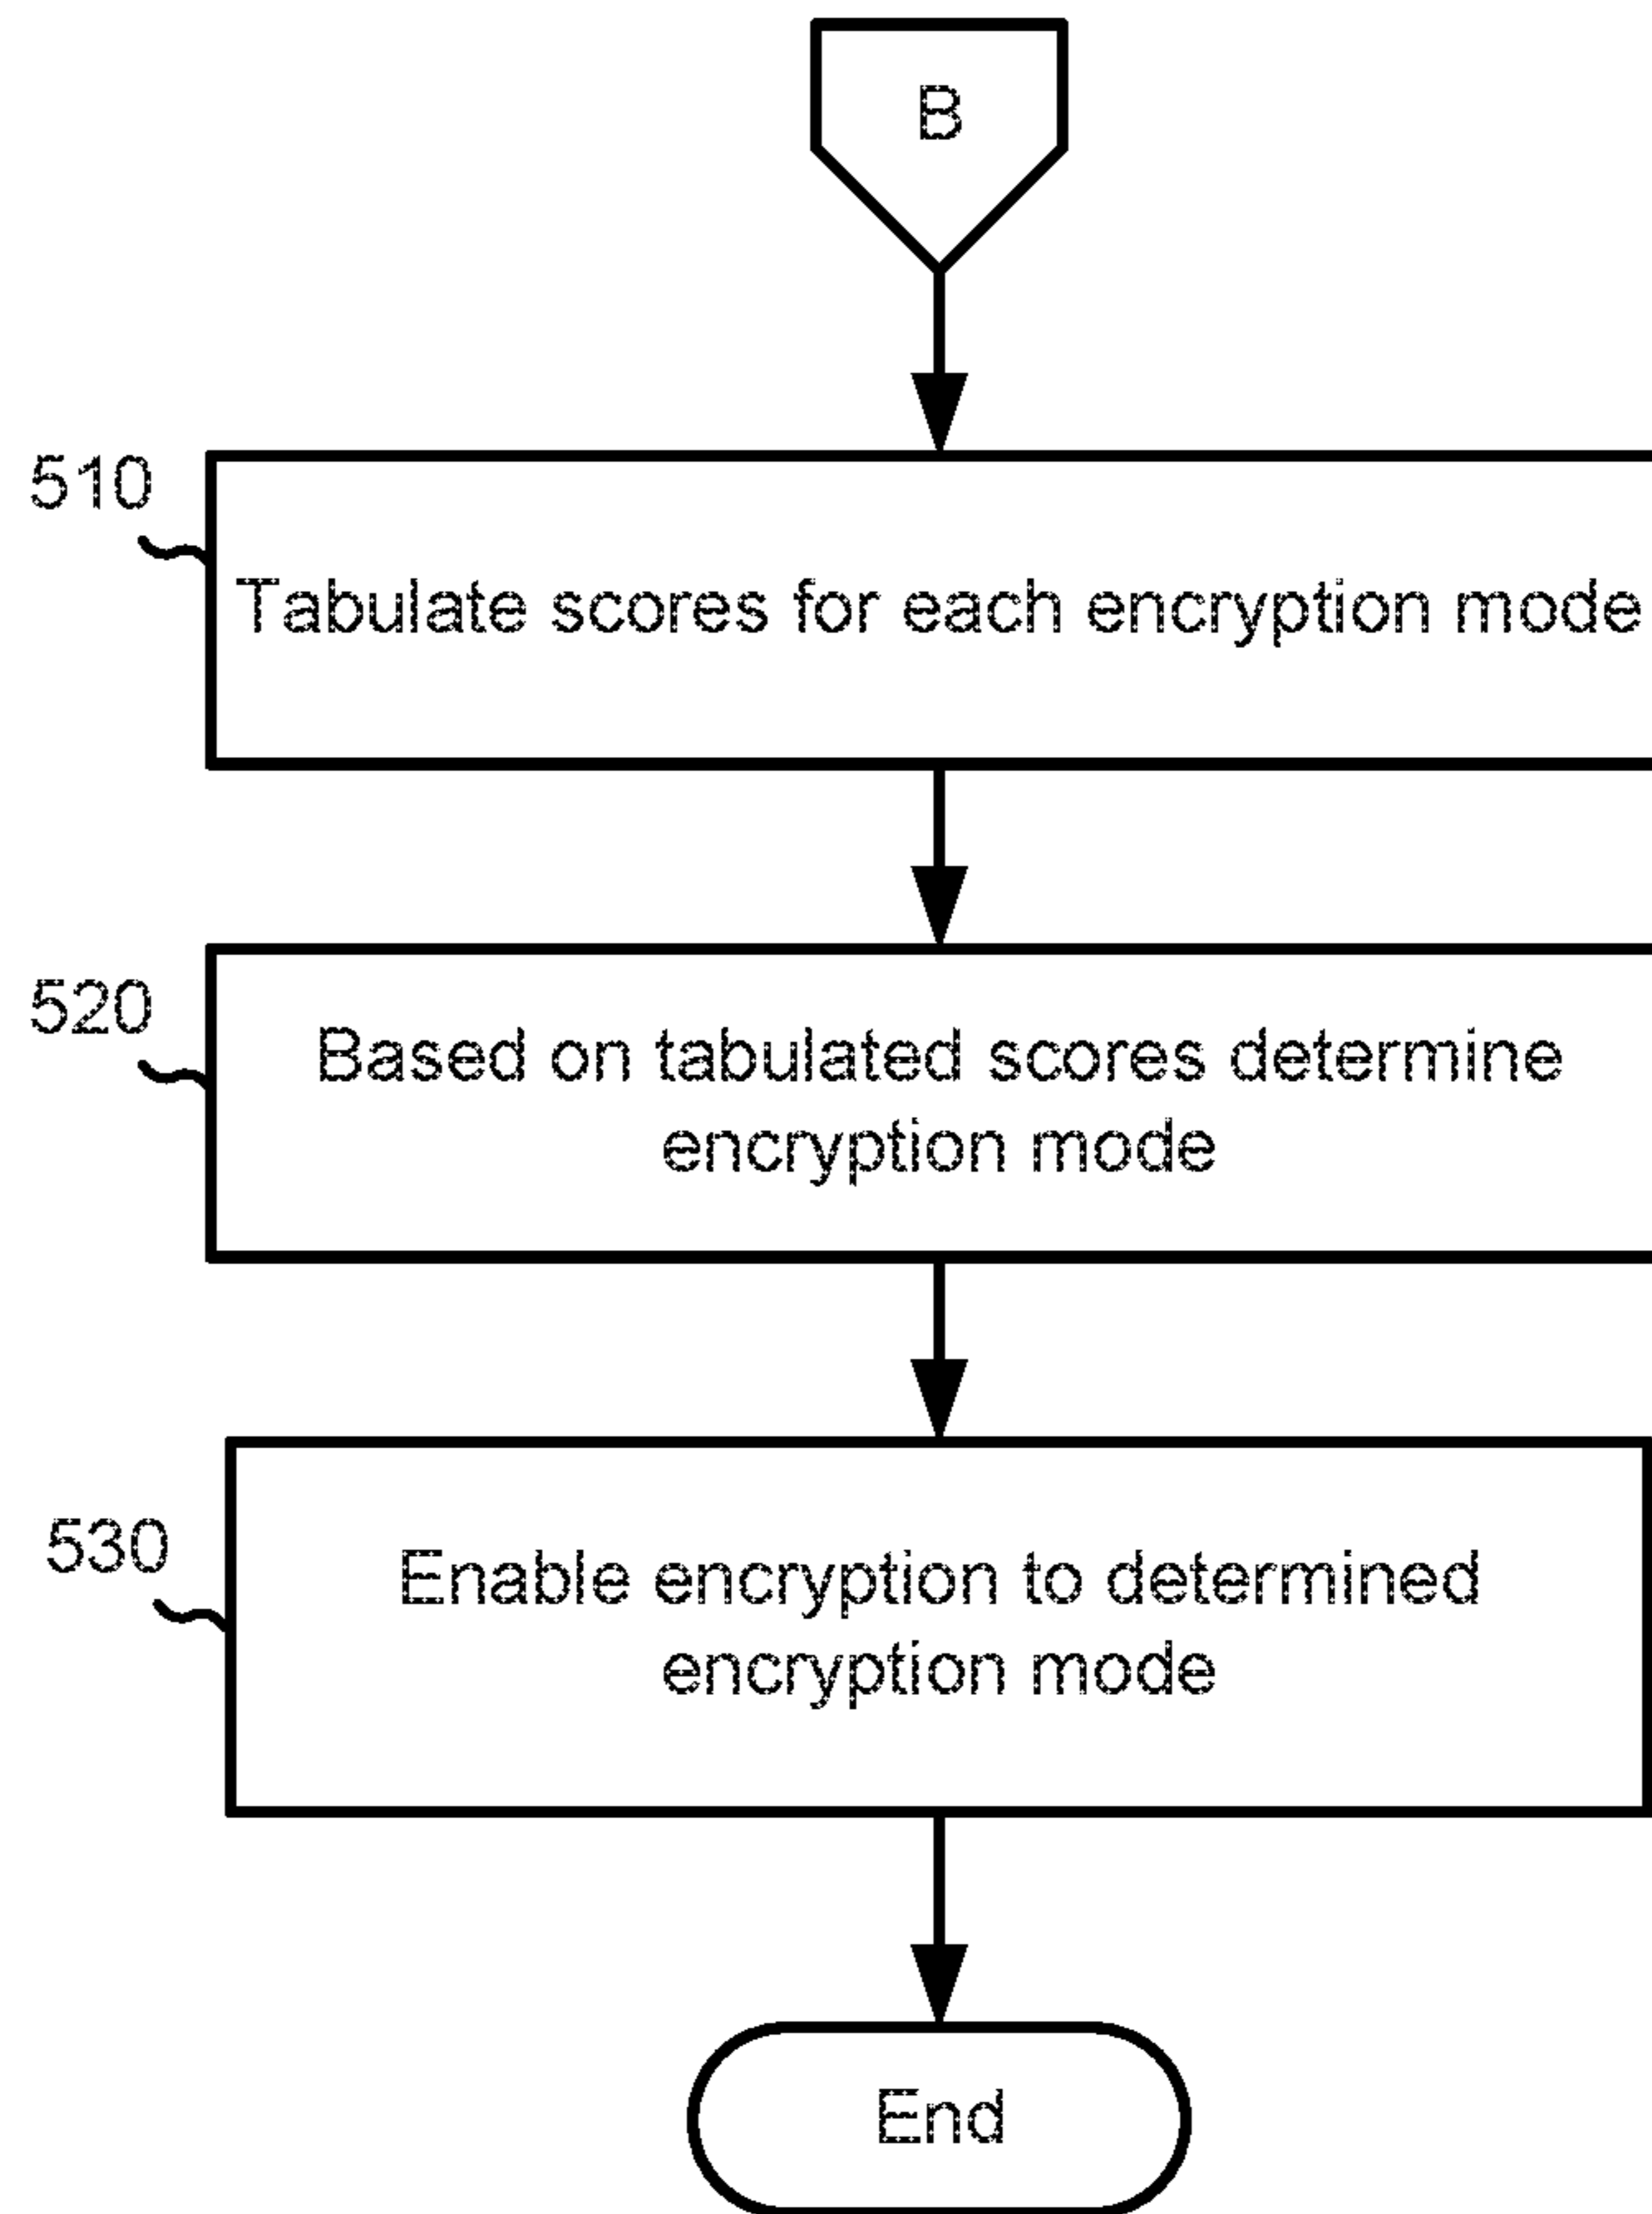 B
510
Tabulate scores for each encryption mode
520
Based on tabulated scores determine
encryption mode
530
Enable encryption to determined
encryption mode
End